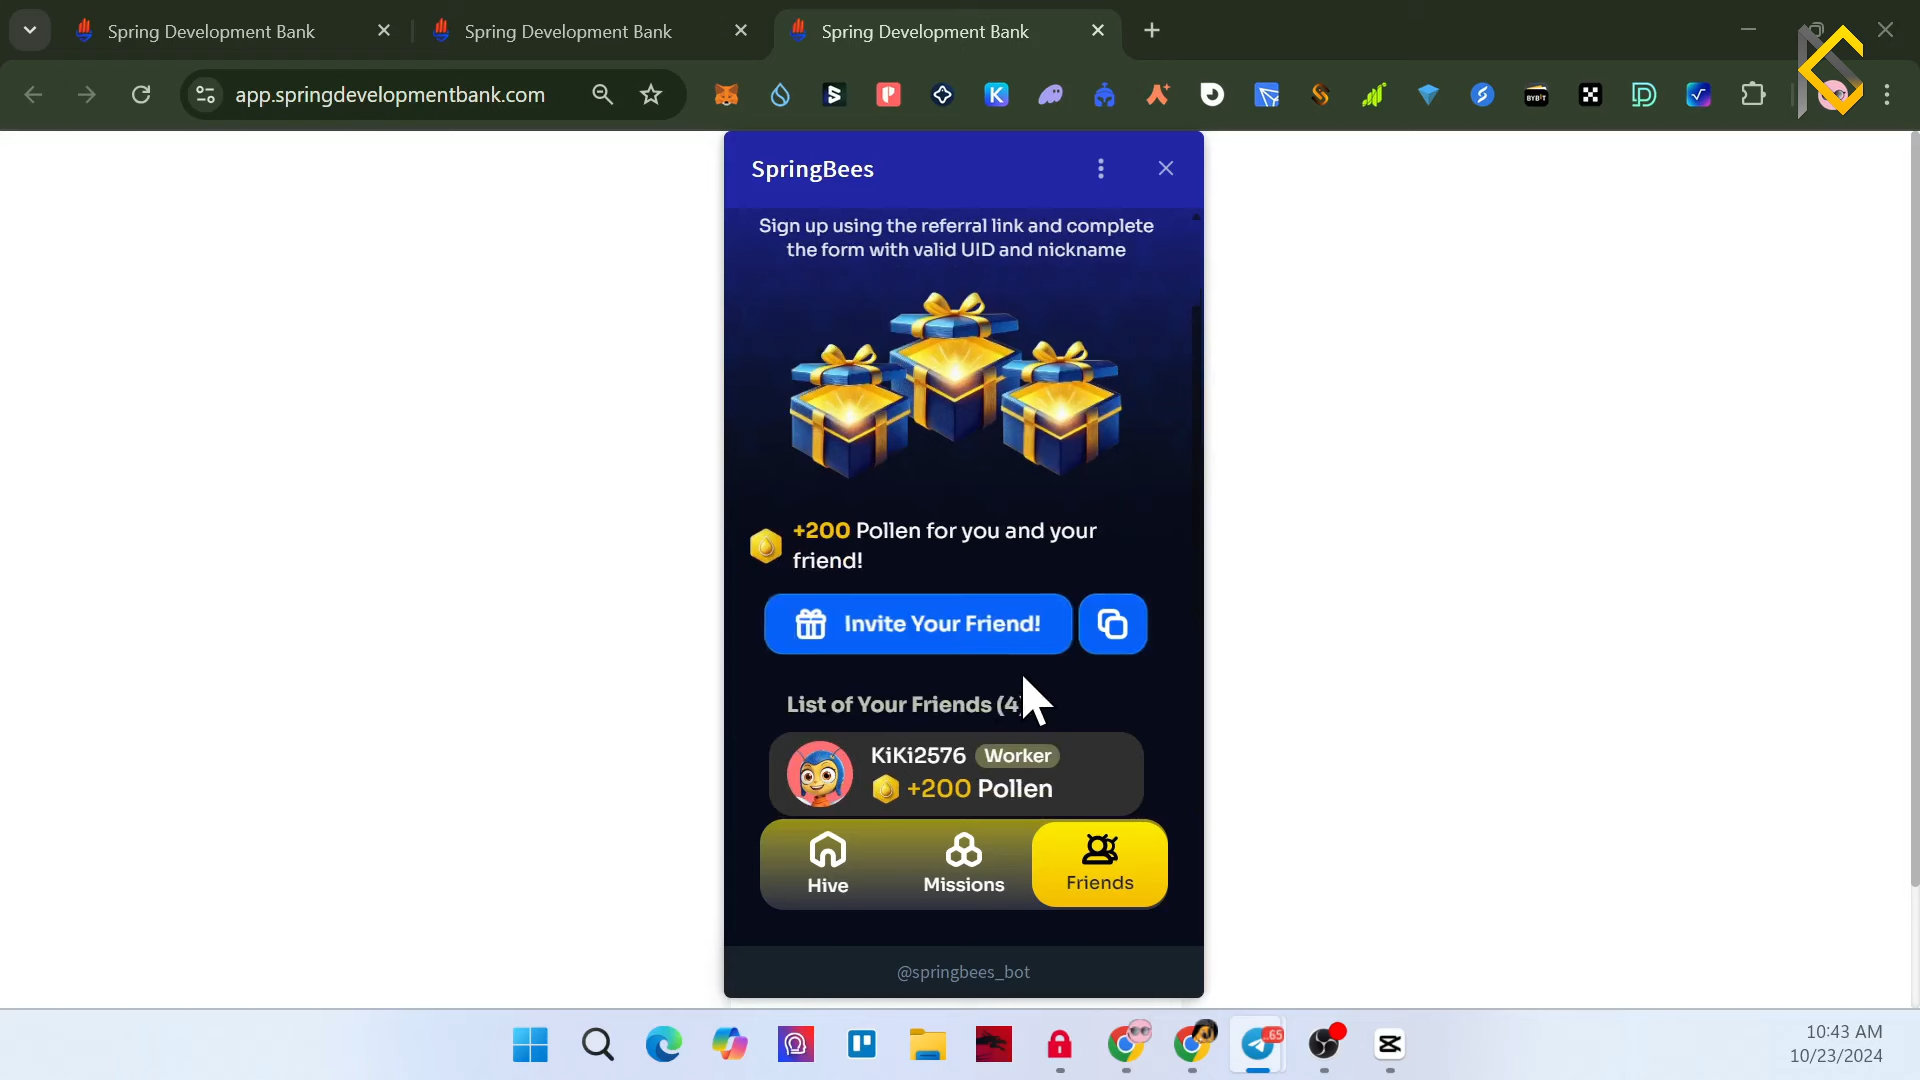 Spring Development Bank
Spring Development Bank
Spring Development Bank
app.springdevelopmentbank.com
SpringBees
Sign up using the referral link and complete
the form with valid UID and nickname
+200 Pollen for you and your
friend!
Invite Your Friend!
List of Your Friends (4
KiKi2576 Worker
+200 Pollen
Hive
Missions
Friends
@springbees_bot
10:43 AM
10/23/2024